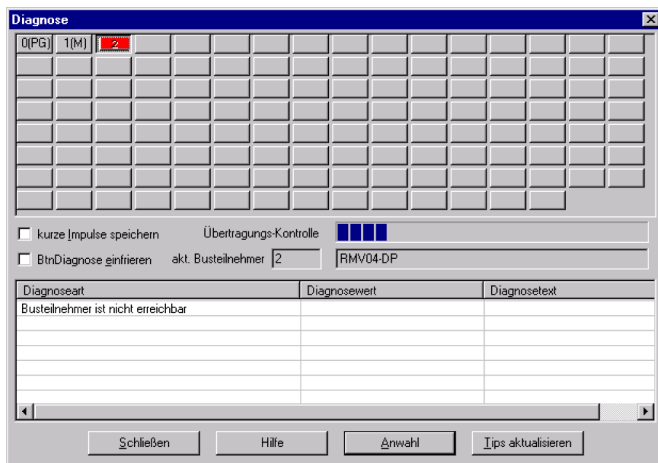 Diagnose
0(PG) 1(M) 2
kurze Impulse speichern Übertragungs-Kontrolle
BtnDiagnose einfrieren akt. Busteilnehmer 2 RMV04-DP
Diagnoseart Diagnosewert Diagnosetext
Busteilnehmer ist nicht erreichbar
Schließen Hilfe Anwahl Tips aktualisieren